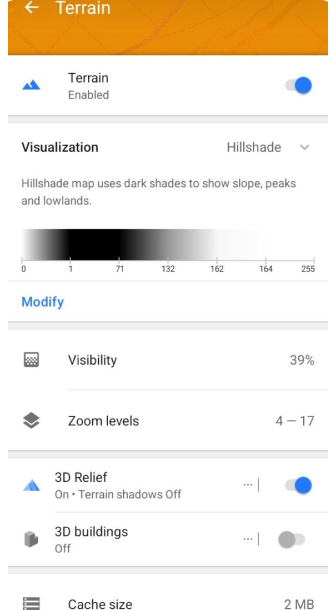 Terrain
Terrain
Enabled
Visualization
Hillshade
Hillshade map uses dark shades to show slope, peaks
and lowlands.
0 1 71 132 162 164 255
Modify
Visibility
39%
Zoom levels
4 — 17
3D Relief
On • Terrain shadows Off
3D buildings
Off
Cache size
2 MB